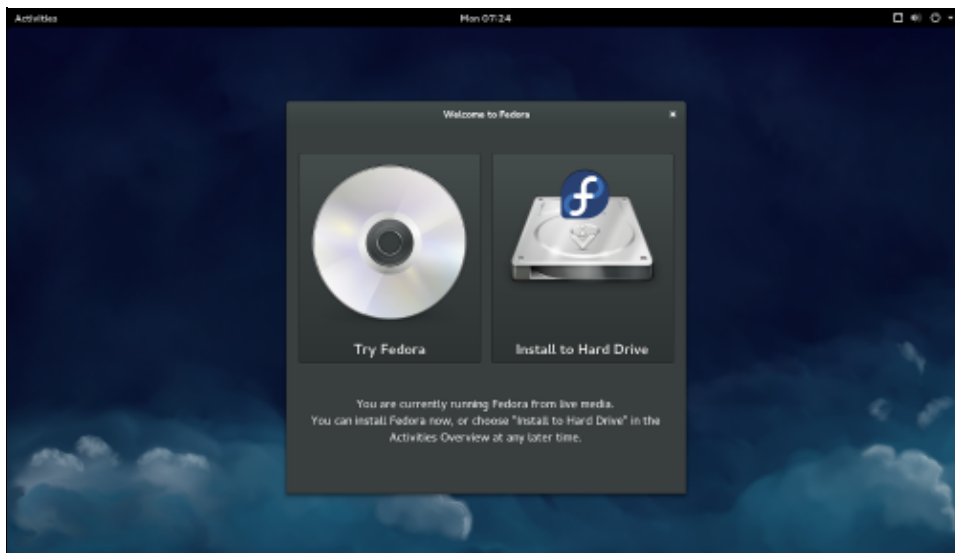 Activities
Mon 07:24
Welcome to Fedora
Try Fedora
Install to Hard Drive
You are currently running Fedora from live media.
You can install Fedora now, or choose "Install to Hard Drive" in the
Activities Overview at any later time.